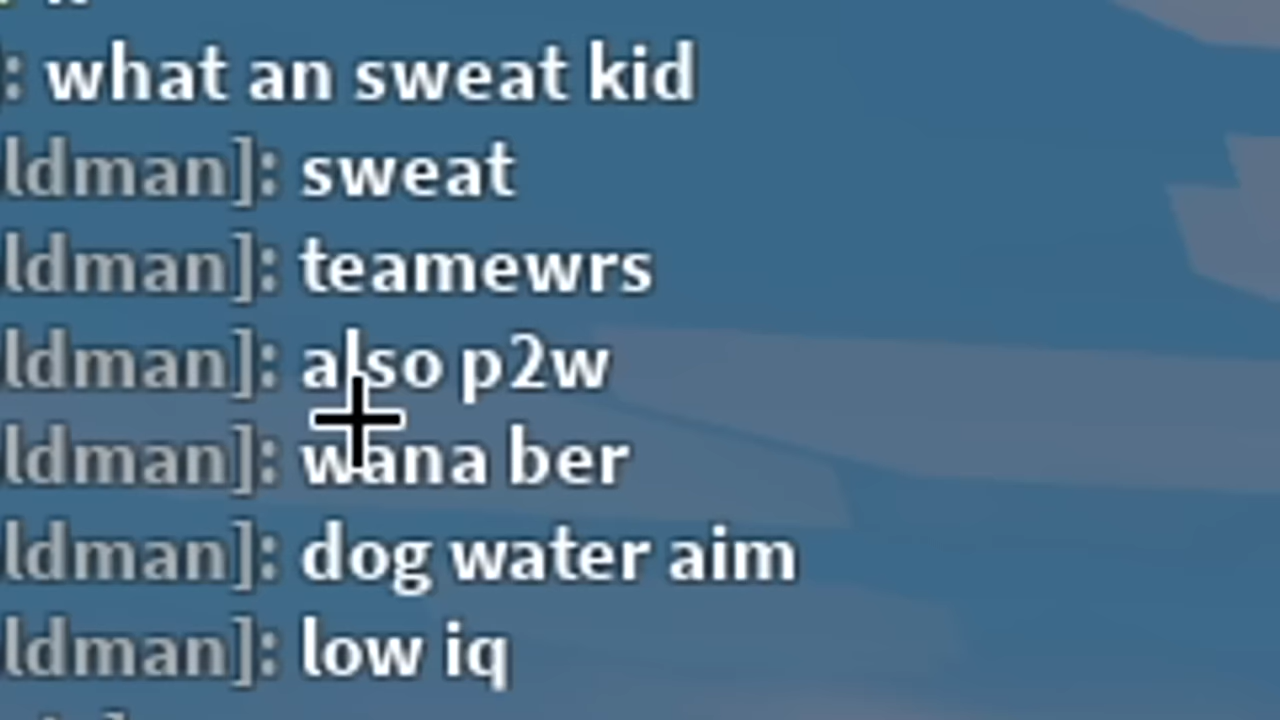 : what an sweat kid
ldman]: sweat
ldman]: teamewrs
ldman]: also p2w
ldman]: wana ber
ldman]: dog water aim
ldman]: low iq